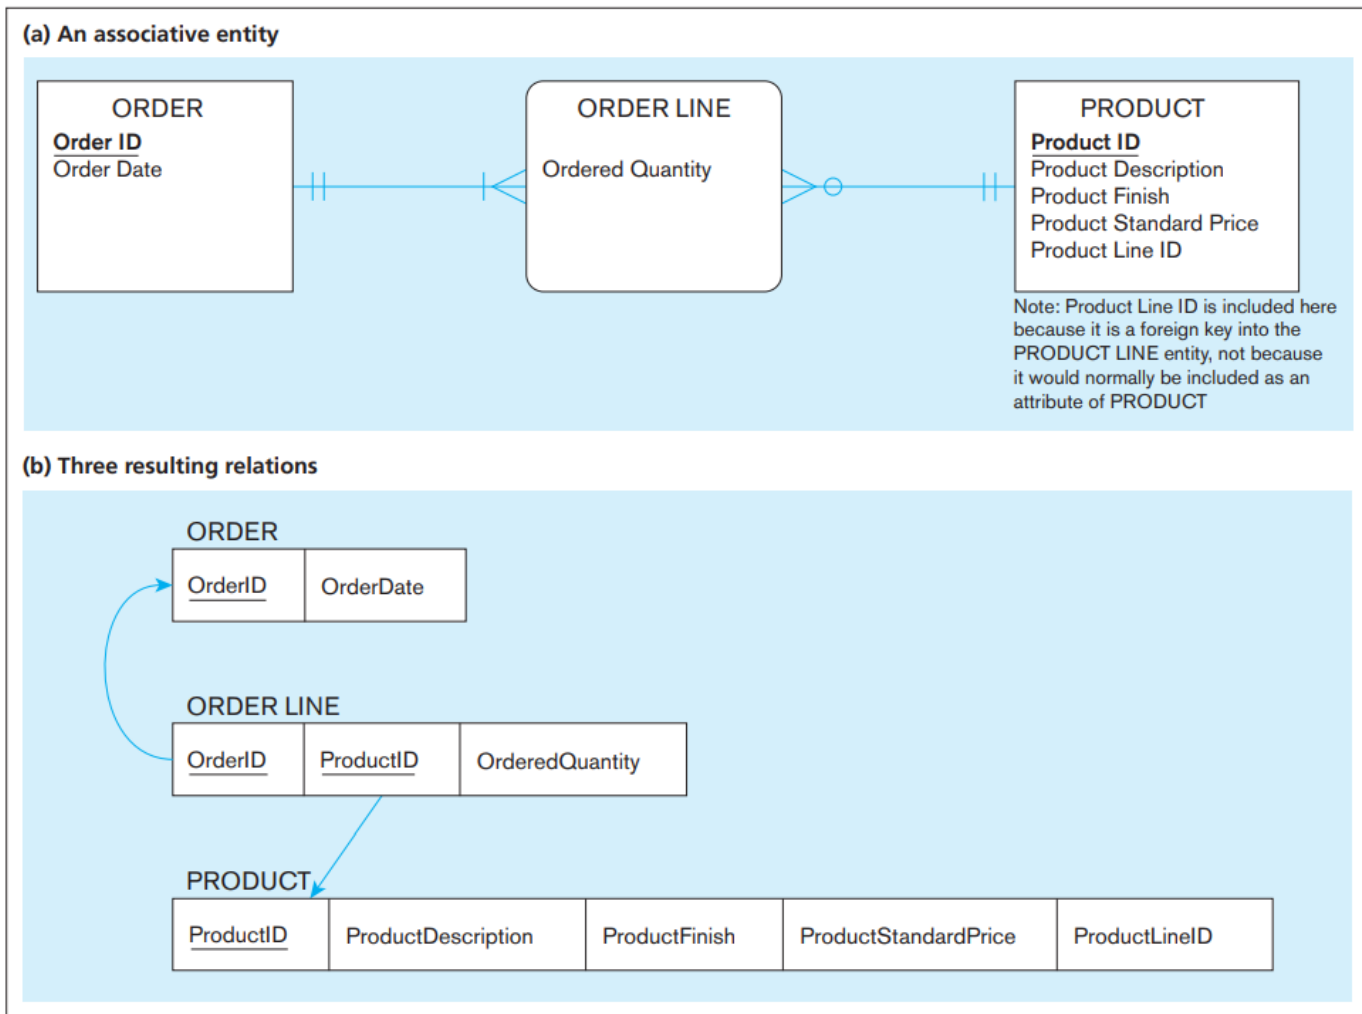 (a) An associative entity
ORDER
Order ID
Order Date
ORDER LINE
Ordered Quantity
PRODUCT
Product ID
Product Description
Product Finish
Product Standard Price
Product Line ID
Note: Product Line ID is included here
because it is a foreign key into the
PRODUCT LINE entity, not because
it would normally be included as an
attribute of PRODUCT
(b) Three resulting relations
ORDER
OrderID OrderDate
ORDER LINE
OrderID ProductID OrderedQuantity
PRODUCT
ProductID ProductDescription ProductFinish ProductStandardPrice ProductLineID